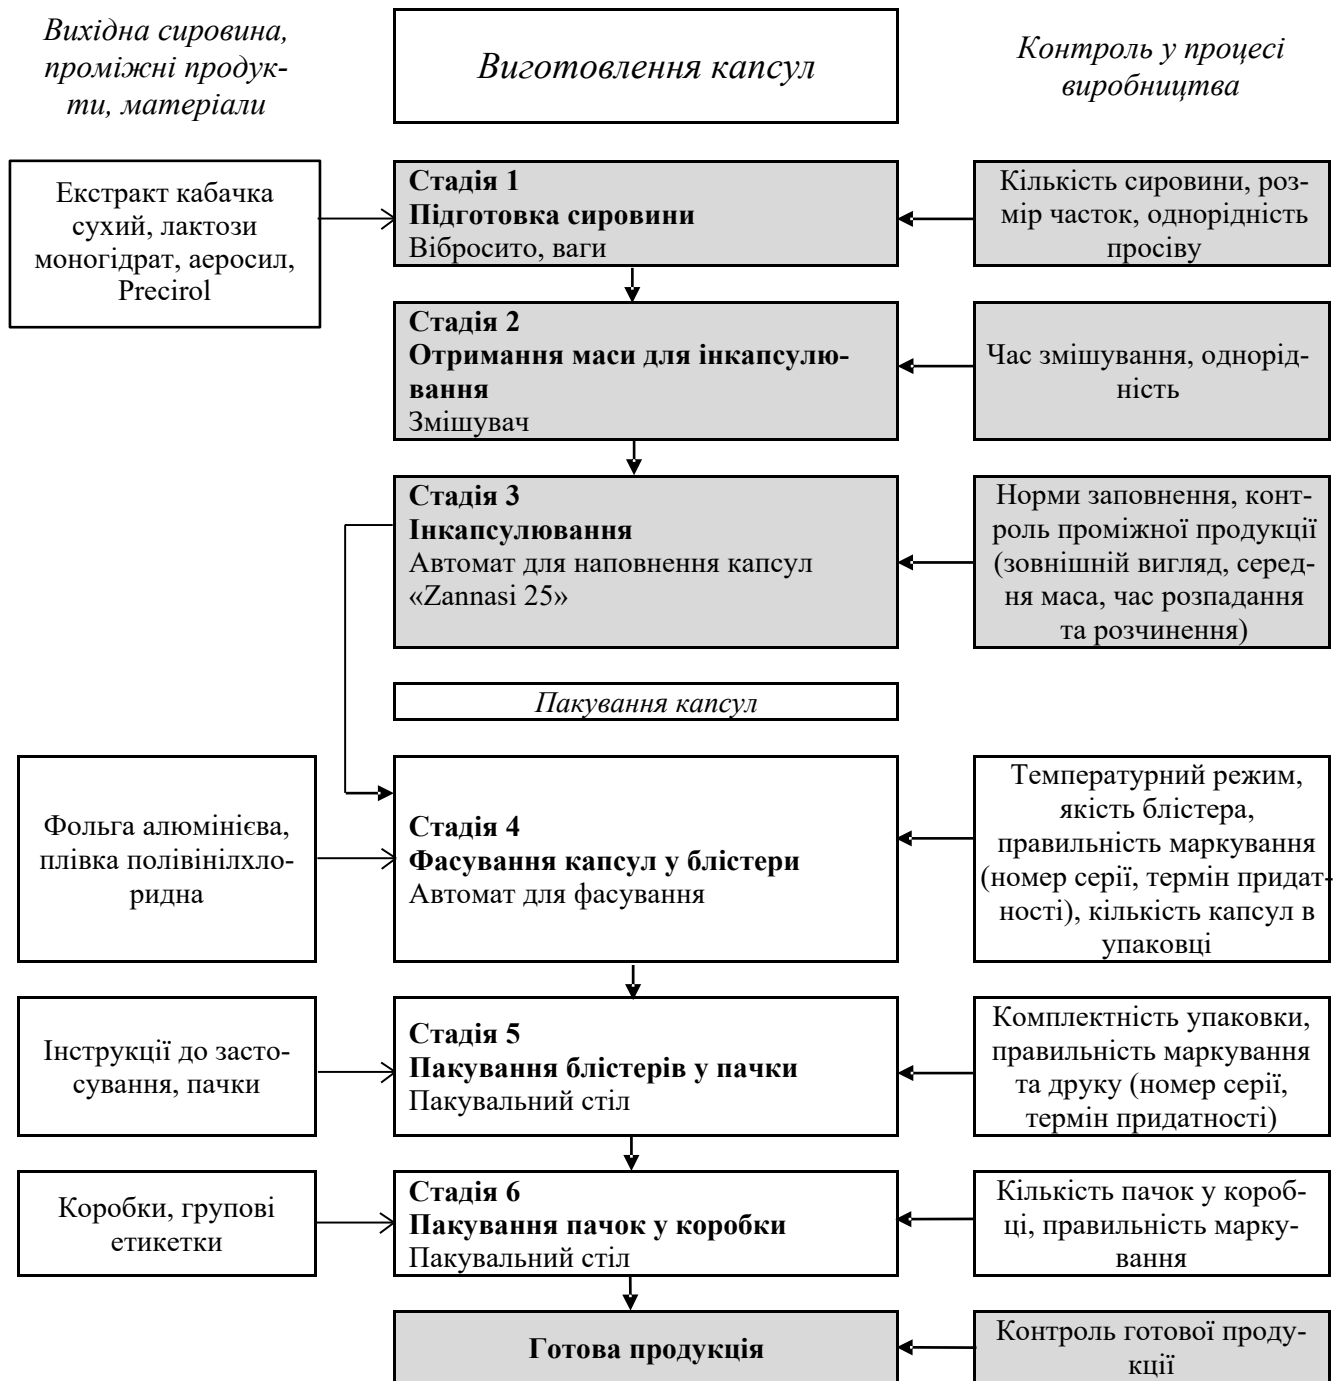 Вихідна сировина,
проміжні продук-
ти, матеріали
Виготовлення капсул
Контроль у процесі
виробництва
Екстракт кабачка
сухий, лактози
моногідрат, аеросил,
Precirol
Стадія 1
Підготовка сировини
Вібросито, ваги
Кількість сировини, роз-
мір часток, однорідність
просіву
Стадія 2
Отримання маси для інкапсулю-
вання
Змішувач
Час змішування, однорід-
ність
Стадія 3
Інкапсулювання
Автомат для наповнення капсул
«Zannasi 25»
Норми заповнення, конт-
роль проміжної продукції
(зовнішній вигляд, серед-
ня маса, час розпадання
та розчинення)
Пакування капсул
Фольга алюмінієва,
плівка полівінілхло-
ридна
Стадія 4
Фасування капсул у блістери
Автомат для фасування
Температурний режим,
якість блістера,
правильність маркування
(номер серії, термін придат-
ності), кількість капсул в
упаковці
Інструкції до засто-
сування, пачки
Стадія 5
Пакування блістерів у пачки
Пакувальний стіл
Комплектність упаковки,
правильність маркування
та друку (номер серії,
термін придатності)
Коробки, групові
етикетки
Стадія 6
Пакування пачок у коробки
Пакувальний стіл
Кількість пачок у короб-
ці, правильність марку-
вання
Готова продукція
Контроль готової проду-
кції